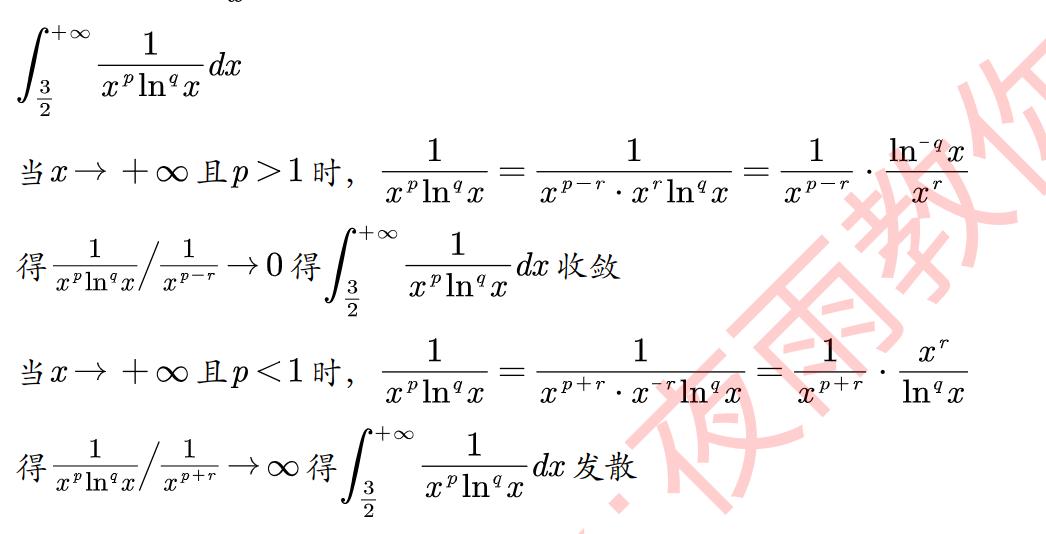 $\int_{\frac{3}{2}}^{+\infty} \frac{1}{x^p \ln^q x} dx$
当 $x \to +\infty$ 且 $p > 1$ 时，$\frac{1}{x^p \ln^q x} = \frac{1}{x^{p-r} \cdot x^r \ln^q x} = \frac{1}{x^{p-r}} \cdot \frac{\ln^{-q} x}{x^r}$
得 $\frac{1}{x^p \ln^q x} / \frac{1}{x^{p-r}} \to 0$ 得 $\int_{\frac{3}{2}}^{+\infty} \frac{1}{x^p \ln^q x} dx$ 收敛
当 $x \to +\infty$ 且 $p < 1$ 时，$\frac{1}{x^p \ln^q x} = \frac{1}{x^{p+r} \cdot x^{-r} \ln^q x} = \frac{1}{x^{p+r}} \cdot \frac{x^r}{\ln^q x}$
得 $\frac{1}{x^p \ln^q x} / \frac{1}{x^{p+r}} \to \infty$ 得 $\int_{\frac{3}{2}}^{+\infty} \frac{1}{x^p \ln^q x} dx$ 发散
夜雨教你